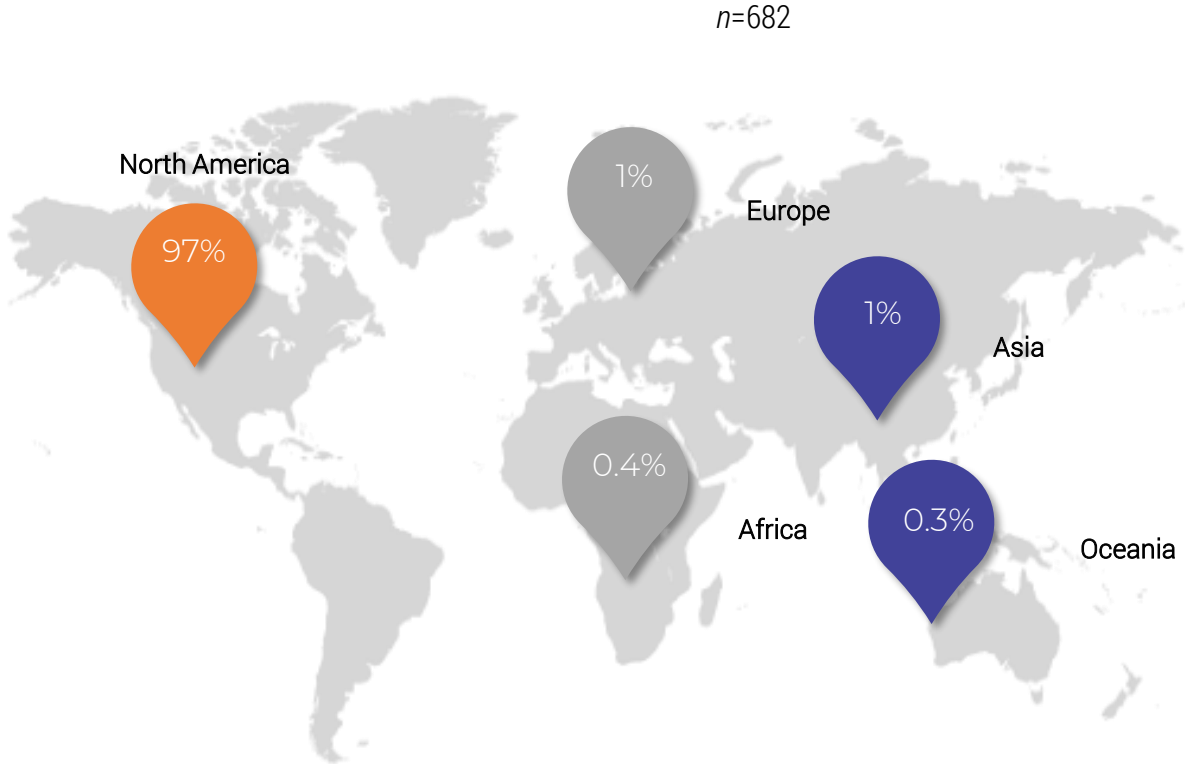 n=682
North America
97%
1%
Europe
1%
Asia
0.4%
Africa
0.3%
Oceania